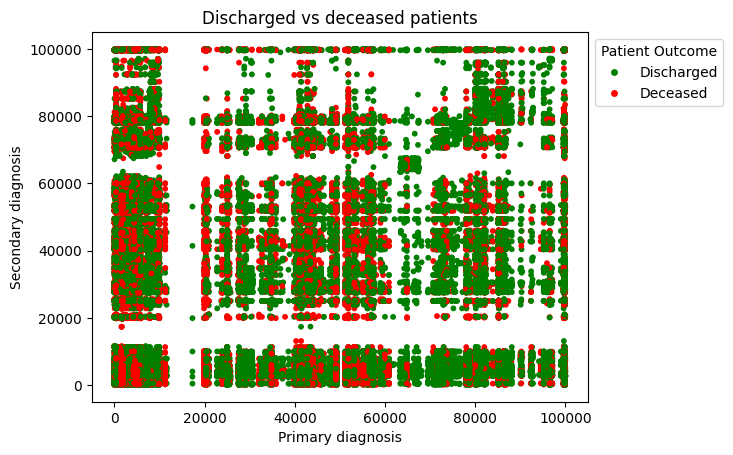 Discharged vs deceased patients
Patient Outcome
Discharged
Deceased
Secondary diagnosis
100000
80000
60000
40000
20000
0
0 20000 40000 60000 80000 100000
Primary diagnosis